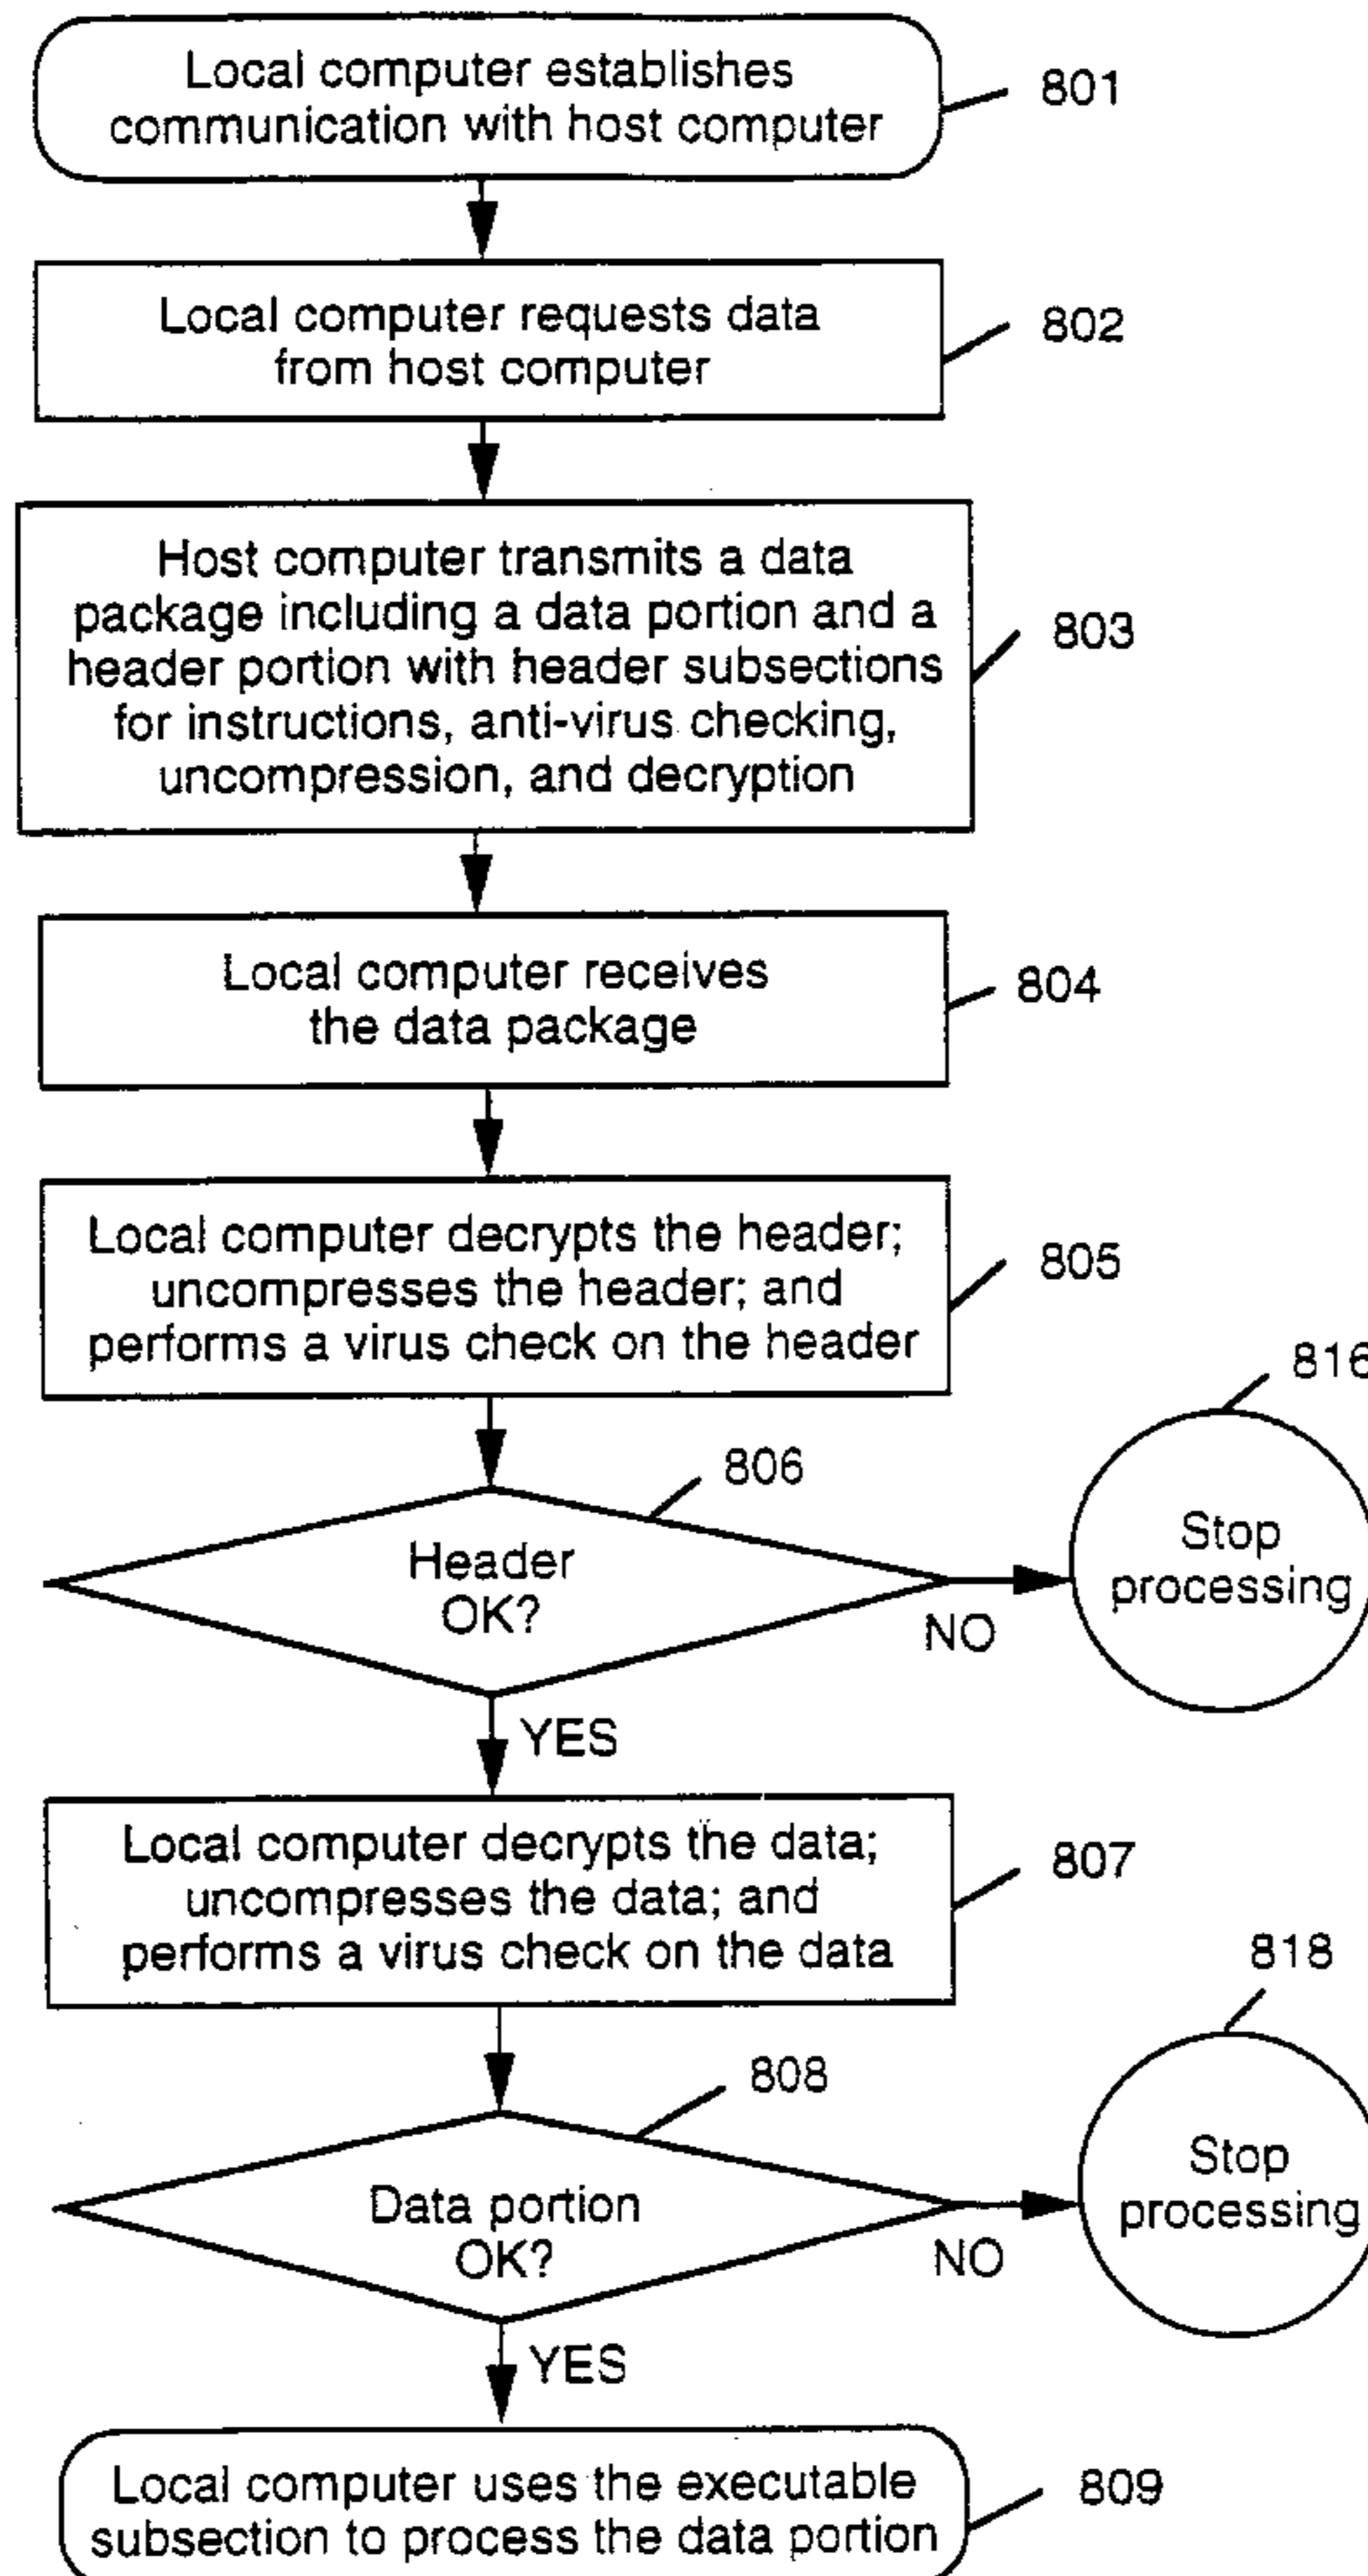 Local computer establishes
communication with host computer
801
Local computer requests data
from host computer
802
Host computer transmits a data
package including a data portion and a
header portion with header subsections
for instructions, anti-virus checking,
uncompression, and decryption
803
Local computer receives
the data package
804
Local computer decrypts the header;
uncompresses the header; and
performs a virus check on the header
805
816
806
Header
OK?
NO
Stop
processing
YES
Local computer decrypts the data;
uncompresses the data; and
performs a virus check on the data
807
818
808
Data portion
OK?
NO
Stop
processing
YES
Local computer uses the executable
subsection to process the data portion
809